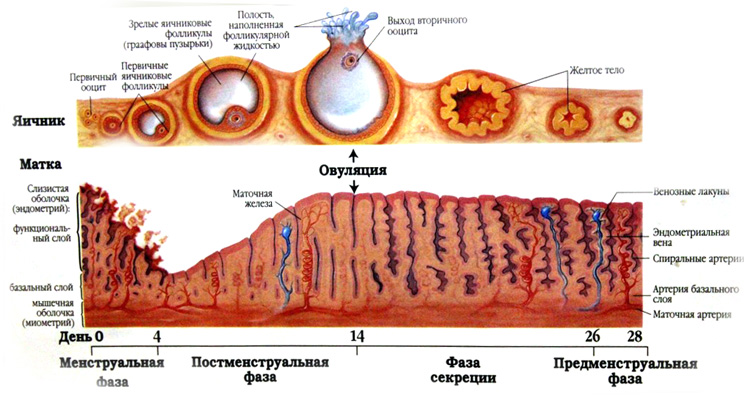 Зрелые яичниковые
фолликулы
(граафовы пузырьки)
Полость,
наполненная
фолликулярной
жидкостью
Выход вторичного
ооцита
Первичный
ооцит
Первичные
яичниковые
фолликулы
Желтое тело
Яичник
Матка
Овуляция
Слизистая
оболочка
(эндометрий):
функциональ-
ный слой
базальный слой
мышечная
оболочка
(миометрий)
Маточная
железа
Венозные лакуны
Эндометриальная
вена
Спиральные артерии
Артерия базального
слоя
Маточная артерия
День 0
4
14
26
28
Менструальная
фаза
Постменструальная
фаза
Фаза
секреции
Предменструальная
фаза